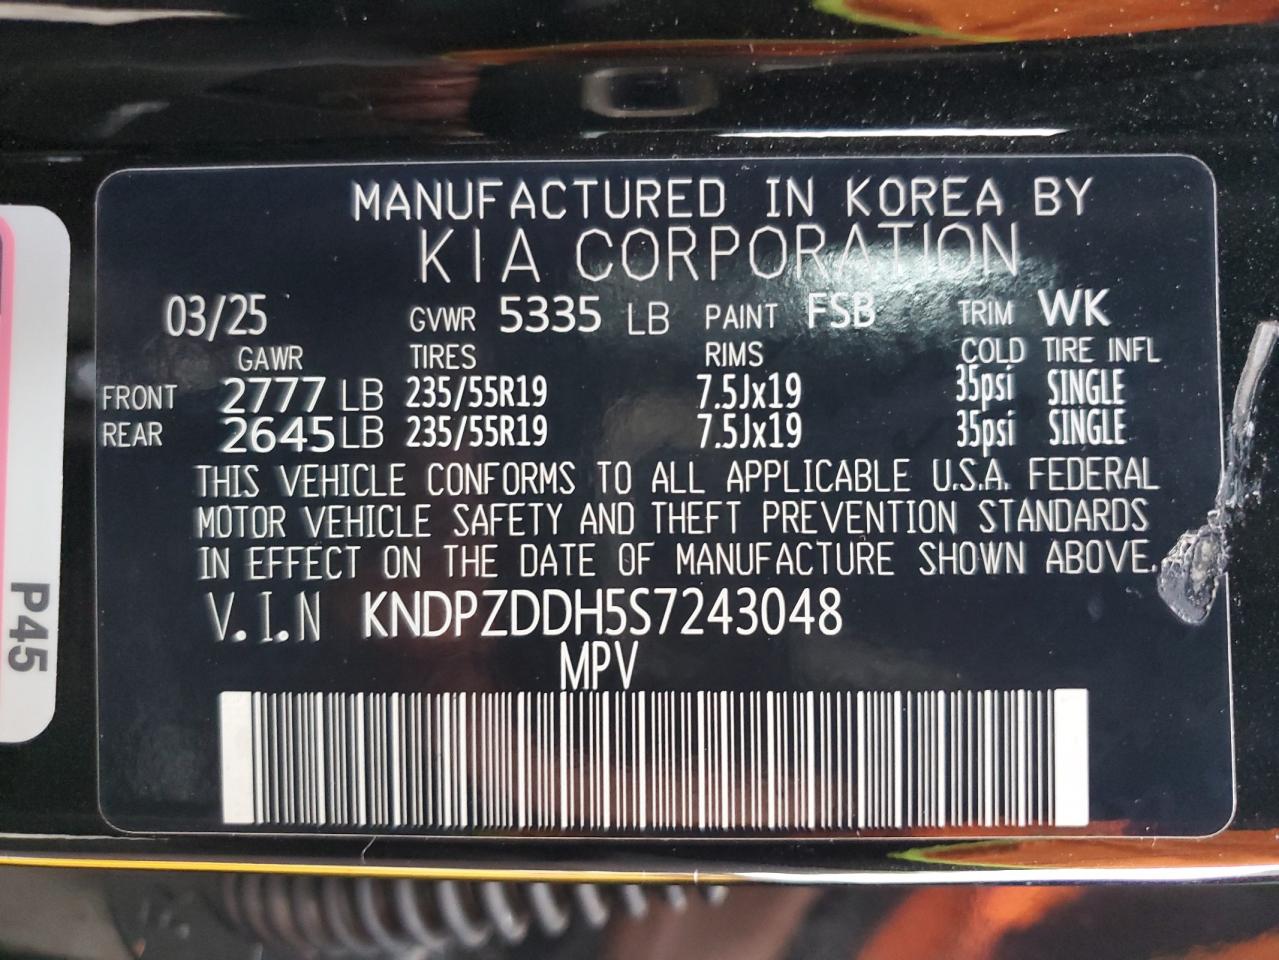 MANUFACTURED IN KOREA BY
KIA CORPORATION
03/25 GVWR 5335 LB PAINT FSB TRIM WK
GAWR TIRES RIMS COLD TIRE INFL
FRONT 2777 LB 235/55R19 7.5Jx19 35psi SINGLE
REAR 2645 LB 235/55R19 7.5Jx19 35psi SINGLE
THIS VEHICLE CONFORMS TO ALL APPLICABLE U.S.A. FEDERAL
MOTOR VEHICLE SAFETY AND THEFT PREVENTION STANDARDS
IN EFFECT ON THE DATE OF MANUFACTURE SHOWN ABOVE.
V.I.N KNDPZDDH5S7243048
MPV
P45